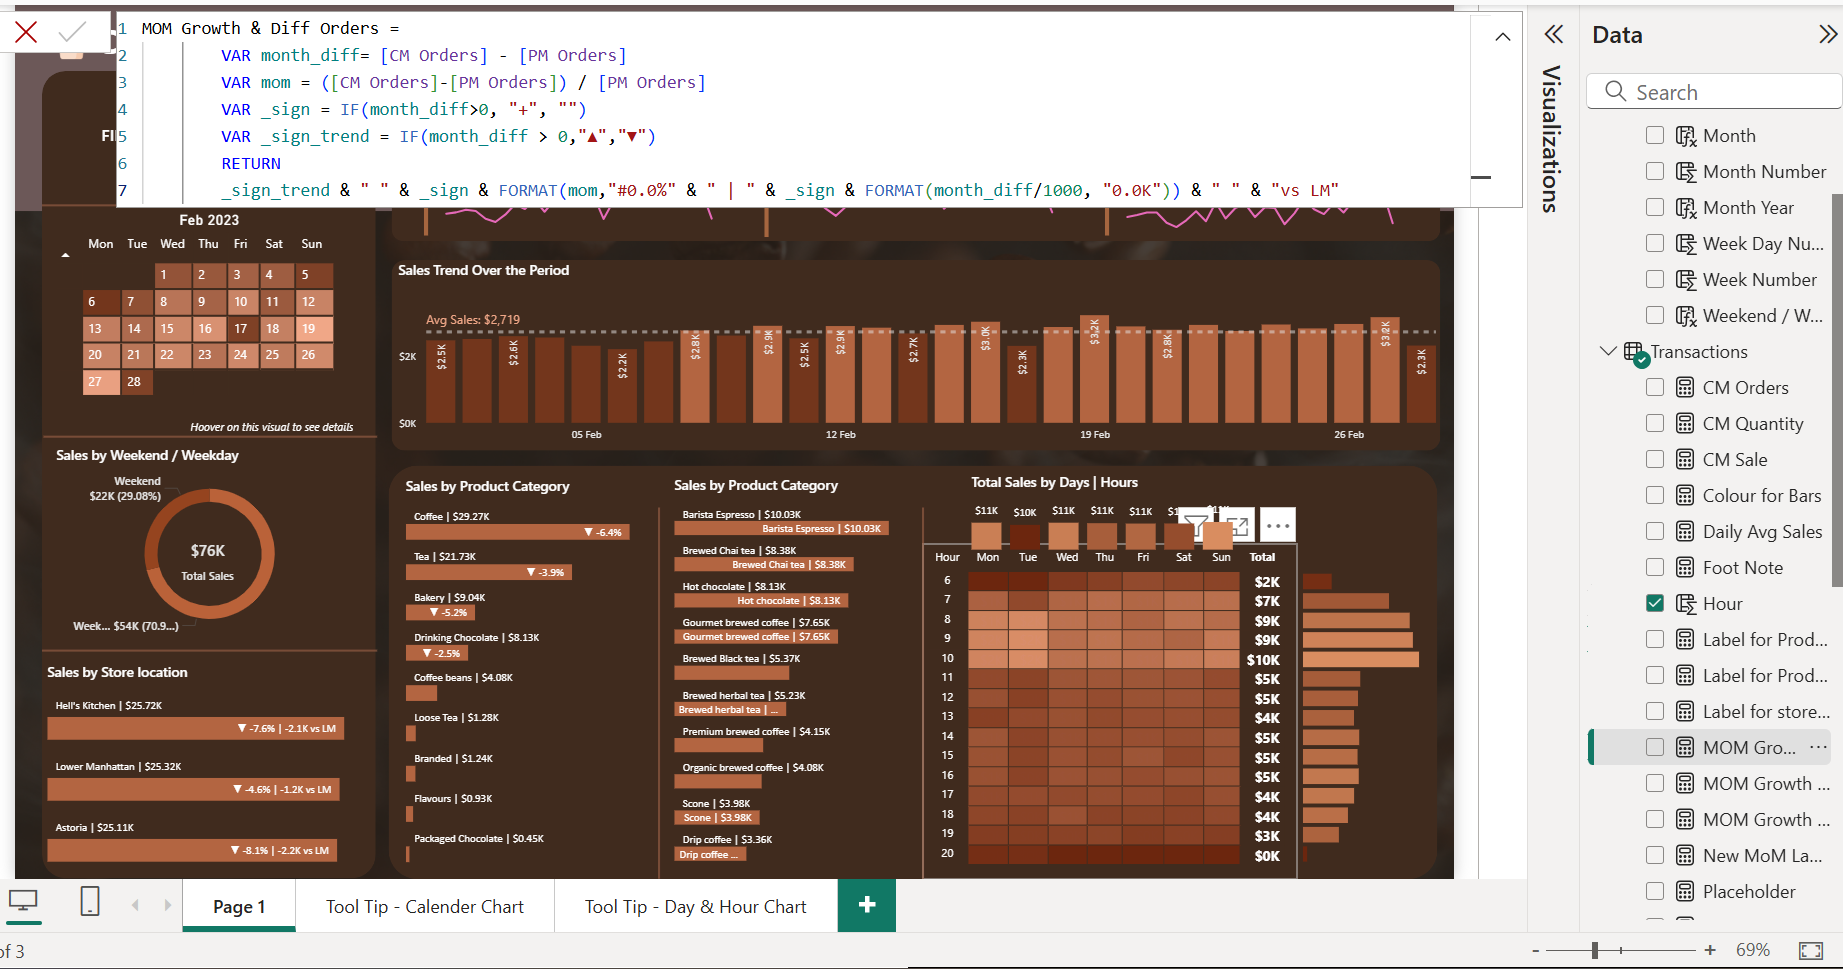 1 MOM Growth & Diff Orders =
2 VAR month_diff= [CM Orders] - [PM Orders]
3 VAR mom = ([CM Orders]-[PM Orders]) / [PM Orders]
4 VAR _sign = IF(month_diff>0, "+", "")
5 VAR _sign_trend = IF(month_diff > 0,"▲","▼")
6 RETURN
7 _sign_trend & " " & _sign & FORMAT(mom,"#0.0%" & " | " & _sign & FORMAT(month_diff/1000, "0.0K")) & " " & "vs LM"
FI
Feb 2023
Mon Tue Wed Thu Fri Sat Sun
1 2 3 4 5
6 7 8 9 10 11 12
13 14 15 16 17 18 19
20 21 22 23 24 25 26
27 28
Hoover on this visual to see details
Sales by Weekend / Weekday
Weekend
$22K (29.08%)
$76K
Total Sales
Week... $54K (70.9...)
Sales by Store location
Hell's Kitchen | $25.72K
▼ -7.6% | -2.1K vs LM
Lower Manhattan | $25.32K
▼ -4.6% | -1.2K vs LM
Astoria | $25.11K
▼ -8.1% | -2.2K vs LM
Sales Trend Over the Period
Avg Sales: $2,719
$2K
$0K
$2.5K $2.6K $2.2K $2.8K $2.9K $2.5K $2.9K $2.7K $3.0K $2.3K $3.2K $2.8K $3.2K $2.3K
05 Feb 12 Feb 19 Feb 26 Feb
Sales by Product Category
Coffee | $29.27K
▼ -6.4%
Tea | $21.73K
▼ -3.9%
Bakery | $9.04K
▼ -5.2%
Drinking Chocolate | $8.13K
▼ -2.5%
Coffee beans | $4.08K
Loose Tea | $1.28K
Branded | $1.24K
Flavours | $0.93K
Packaged Chocolate | $0.45K
Sales by Product Category
Barista Espresso | $10.03K
Barista Espresso | $10.03K
Brewed Chai tea | $8.38K
Brewed Chai tea | $8.38K
Hot chocolate | $8.13K
Hot chocolate | $8.13K
Gourmet brewed coffee | $7.65K
Gourmet brewed coffee | $7.65K
Brewed Black tea | $5.37K
Brewed herbal tea | $5.23K
Brewed herbal tea | ...
Premium brewed coffee | $4.15K
Organic brewed coffee | $4.08K
Scone | $3.98K
Scone | $3.98K
Drip coffee | $3.36K
Drip coffee ...
Total Sales by Days | Hours
$11K $10K $11K $11K $11K
Hour Mon Tue Wed Thu Fri Sat Sun Total
6 $2K
7 $7K
8 $9K
9 $9K
10 $10K
11 $5K
12 $5K
13 $4K
14 $5K
15 $5K
16 $5K
17 $4K
18 $4K
19 $3K
20 $0K
Visualizations
Data
Search
Month
Month Number
Month Year
Week Day Nu...
Week Number
Weekend / W...
Transactions
CM Orders
CM Quantity
CM Sale
Colour for Bars
Daily Avg Sales
Foot Note
Hour
Label for Prod...
Label for Prod...
Label for store...
MOM Gro... ...
MOM Growth ...
MOM Growth ...
New MoM La...
Placeholder
Page 1
Tool Tip - Calender Chart
Tool Tip - Day & Hour Chart
+
of 3
- + 69%